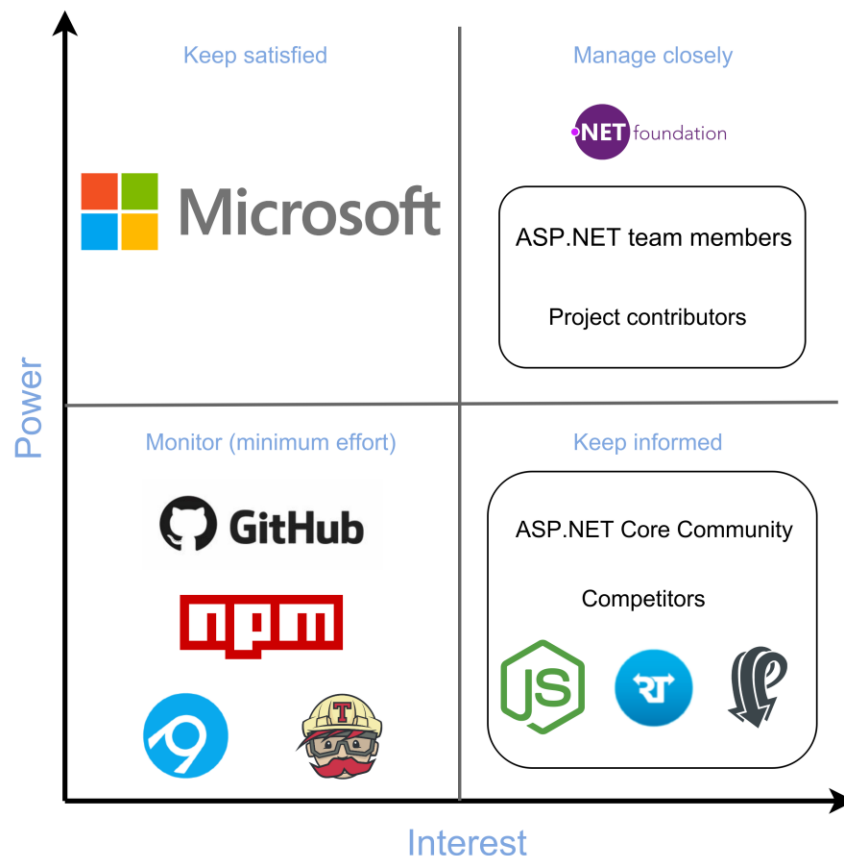 Keep satisfied
Manage closely
NET foundation
Microsoft
ASP.NET team members
Project contributors
Power
Monitor (minimum effort)
Keep informed
GitHub
ASP.NET Core Community
npm
Competitors
JS
T
Interest